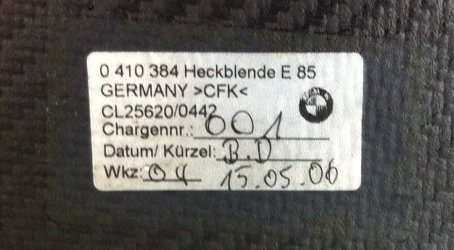 0 410 384 Heckblende E 85
GERMANY >CFK<
CL25620/0442
Chargennr.: 001
Datum/ Kürzel: B.D
Wkz: 04 15.05.06